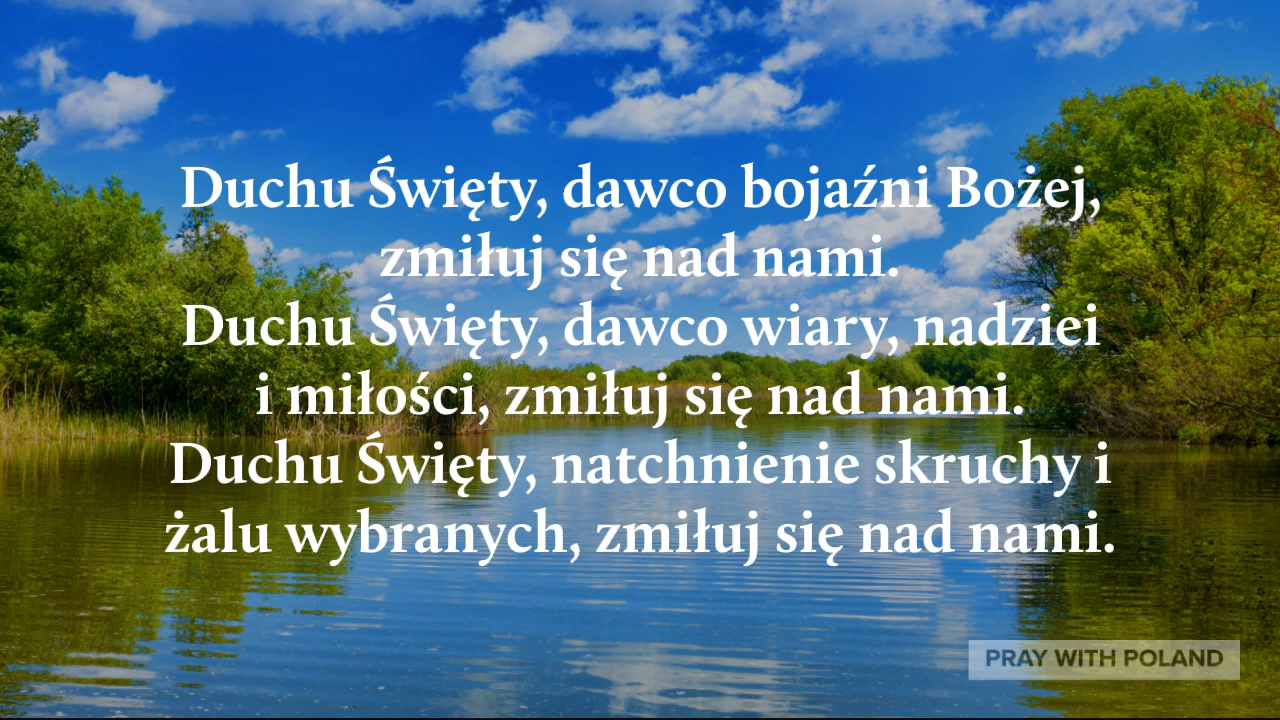 Duchu Święty, dawco bojaźni Bożej,
zmiłuj się nad nami.
Duchu Święty, dawco wiary, nadziei
i miłości, zmiłuj się nad nami.
Duchu Święty, natchnienie skruchy i
żalu wybranych, zmiłuj się nad nami.
PRAY WITH POLAND